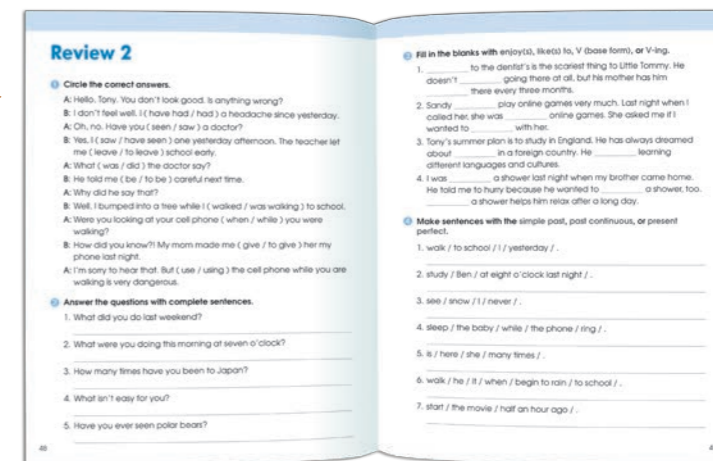 Review 2
Circle the correct answers.
A: Hello, Tony. You don't look good. Is anything wrong?
B: I don't feel well. I ( have had / had ) a headache since yesterday.
A: Oh, no. Have you ( seen / saw ) a doctor?
B: Yes, I ( saw / have seen ) one yesterday afternoon. The teacher let
me ( leave / to leave ) school early.
A: What ( was / did ) the doctor say?
B: He told me ( be / to be ) careful next time.
A: Why did he say that?
B: Well, I bumped into a tree while I ( walked / was walking ) to school.
A: Were you looking at your cell phone ( when / while ) you were
walking?
B: How did you know?! My mom made me ( give / to give ) her my
phone last night.
A: I'm sorry to hear that. But ( use / using ) the cell phone while you are
walking is very dangerous.
Answer the questions with complete sentences.
1. What did you do last weekend?
2. What were you doing this morning at seven o'clock?
3. How many times have you been to Japan?
4. What isn't easy for you?
5. Have you ever seen polar bears?
48
Fill in the blanks with enjoy(s), like(s) to, V (base form), or V-ing.
1. ________ to the dentist's is the scariest thing to Little Tommy. He
doesn't ________ going there at all, but his mother has him
________ there every three months.
2. Sandy ________ play online games very much. Last night when I
called her, she was ________ online games. She asked me if I
wanted to ________ with her.
3. Tony's summer plan is to study in England. He has always dreamed
about ________ in a foreign country. He ________ learning
different languages and cultures.
4. I was ________ a shower last night when my brother came home.
He told me to hurry because he wanted to ________ a shower, too.
________ a shower helps him relax after a long day.
Make sentences with the simple past, past continuous, or present
perfect.
1. walk / to school / I / yesterday / .
2. study / Ben / at eight o'clock last night / .
3. see / snow / I / never / .
4. sleep / the baby / while / the phone / ring / .
5. is / here / she / many times / .
6. walk / he / it / when / begin to rain / to school / .
7. start / the movie / half an hour ago / .